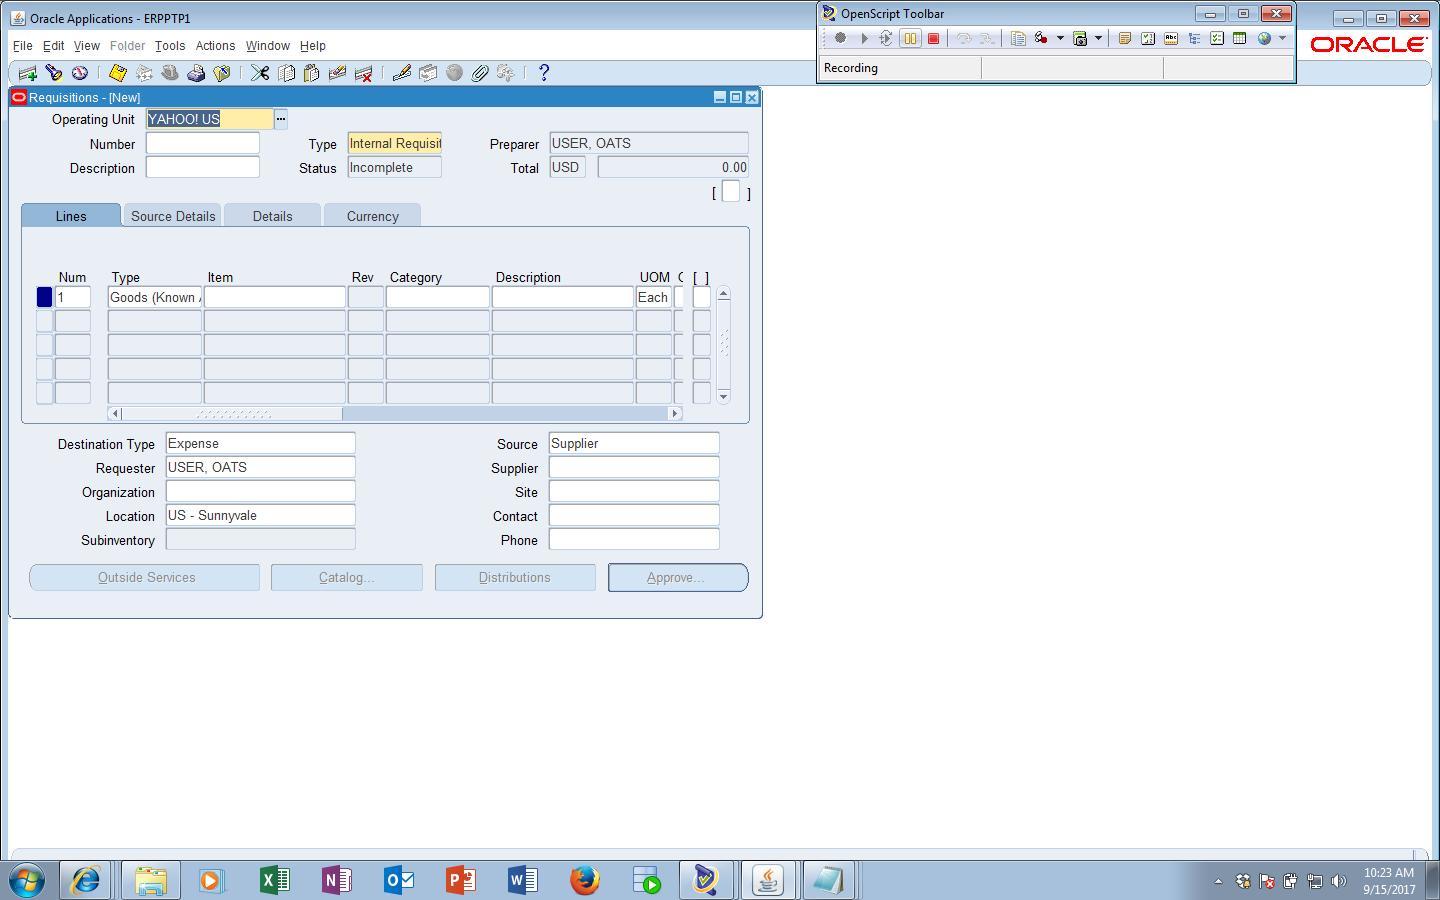 Oracle Applications - ERPPTP1
OpenScript Toolbar
File Edit View Folder Tools Actions Window Help
ORACLE
Recording
Requisitions - [New]
Operating Unit YAHOO! US
Number Type Internal Requisit Preparer USER, OATS
Description Status Incomplete Total USD 0.00
[ ]
Lines Source Details Details Currency
Num Type Item Rev Category Description UOM [ ]
1 Goods (Known Each
Destination Type Expense Source Supplier
Requester USER, OATS Supplier
Organization Site
Location US - Sunnyvale Contact
Subinventory Phone
Outside Services Catalog... Distributions Approve...
10:23 AM
9/15/2017